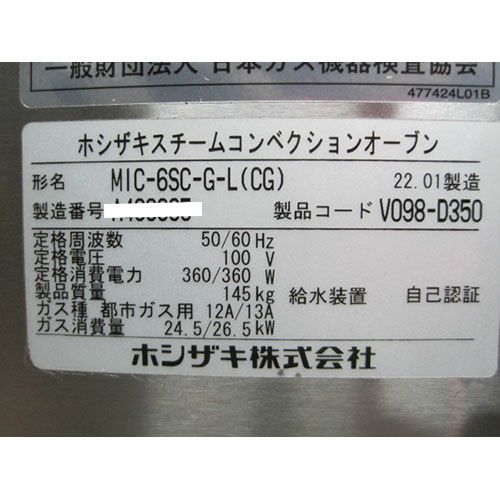 一般財団法人 日本ガス機器検査協会
477424L01B
ホシザキスチームコンベクションオーブン
形名 MIC-6SC-G-L(CG) 22.01製造
製造番号 製品コード V098-D350
定格周波数 50/60 Hz
定格電圧 100 V
定格消費電力 360/360 W
製品質量 145kg 給水装置 自己認証
ガス種 都市ガス用 12A/13A
ガス消費量 24.5/26.5 kW
ホシザキ株式会社